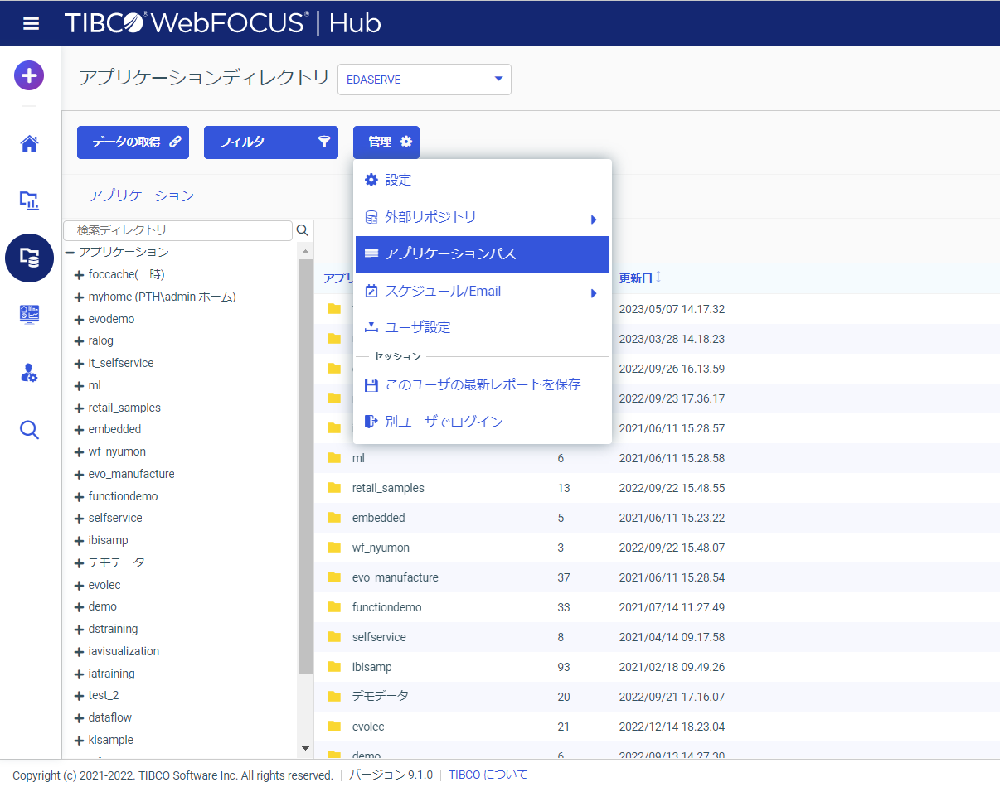 TIBCO® WebFOCUS® | Hub
アプリケーションディレクトリ EDASERVE
データの取得 フィルタ 管理
設定
外部リポジトリ
アプリケーションパス
スケジュール/Email
ユーザ設定
セッション
このユーザの最新レポートを保存
別ユーザでログイン
アプリケーション
検索ディレクトリ
アプリケーション
foccache(一時)
myhome (PTH\admin ホーム)
evodemo
ralog
it_selfservice
ml
retail_samples
embedded
wf_nyumon
evo_manufacture
functiondemo
selfservice
ibisamp
デモデータ
evolec
demo
dstraining
iavisualization
iatraining
test_2
dataflow
klsample
アプリ 更新日
2023/05/07 14.17.32
2023/03/28 14.18.23
2022/09/26 16.13.59
2022/09/23 17.36.17
2021/06/11 15.28.57
ml 6 2021/06/11 15.28.58
retail_samples 13 2022/09/22 15.48.55
embedded 5 2021/06/11 15.23.22
wf_nyumon 3 2022/09/22 15.48.07
evo_manufacture 37 2021/06/11 15.28.54
functiondemo 33 2021/07/14 11.27.49
selfservice 8 2021/04/14 09.17.58
ibisamp 93 2021/02/18 09.49.26
デモデータ 20 2022/09/21 17.16.07
evolec 21 2022/12/14 18.23.04
demo 6 2022/09/13 14.27.30
Copyright (c) 2021-2022. TIBCO Software Inc. All rights reserved. | バージョン 9.1.0 | TIBCO について